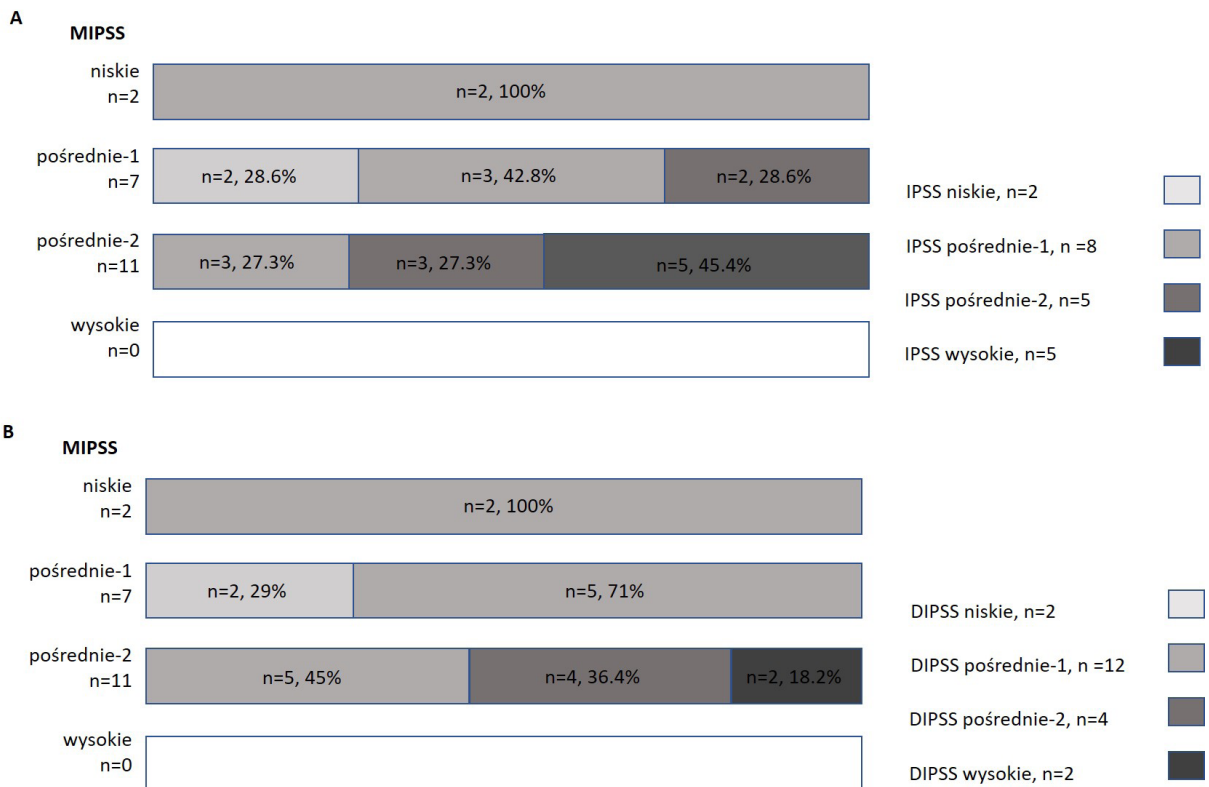 A
MIPSS
niskie
n=2
n=2, 100%
pośrednie-1
n=7
n=2, 28.6%
n=3, 42.8%
n=2, 28.6%
pośrednie-2
n=11
n=3, 27.3%
n=3, 27.3%
n=5, 45.4%
wysokie
n=0
IPSS niskie, n=2
IPSS pośrednie-1, n =8
IPSS pośrednie-2, n=5
IPSS wysokie, n=5
B
MIPSS
niskie
n=2
n=2, 100%
pośrednie-1
n=7
n=2, 29%
n=5, 71%
pośrednie-2
n=11
n=5, 45%
n=4, 36.4%
n=2, 18.2%
wysokie
n=0
DIPSS niskie, n=2
DIPSS pośrednie-1, n =12
DIPSS pośrednie-2, n=4
DIPSS wysokie, n=2